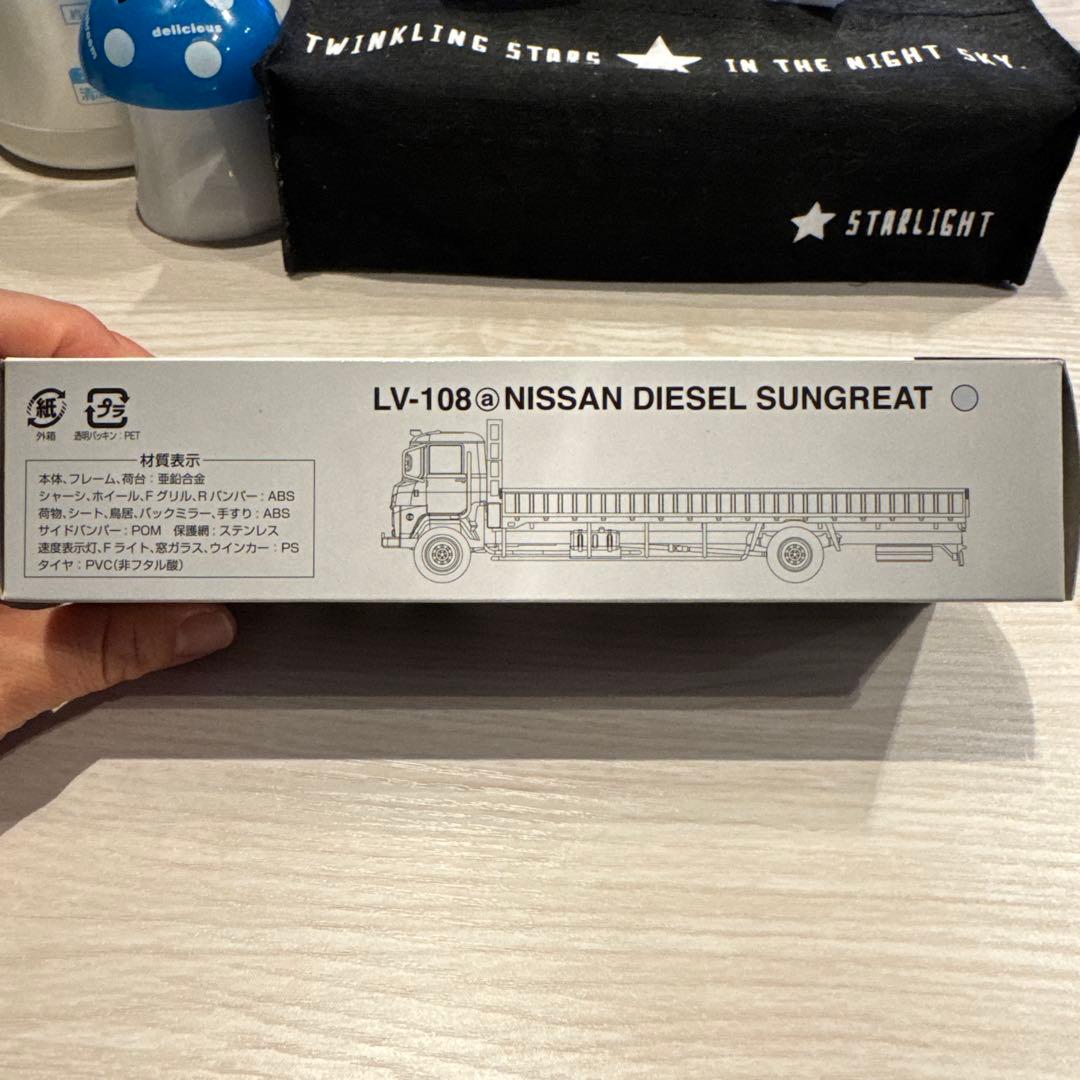 delicious
TWINKLING STARS ★ IN THE NIGHT SKY.
★ STARLIGHT
LV-108ⓐNISSAN DIESEL SUNGREAT
紙
外箱
プラ
透明パッキン:PET
材質表示
本体、フレーム、荷台:亜鉛合金
シャーシ、ホイール、Fグリル、Rバンパー:ABS
荷物、シート、鳥居、バックミラー、手すり:ABS
サイドバンパー:POM 保護網:ステンレス
速度表示灯、Fライト、窓ガラス、ウインカー:PS
タイヤ:PVC(非フタル酸)